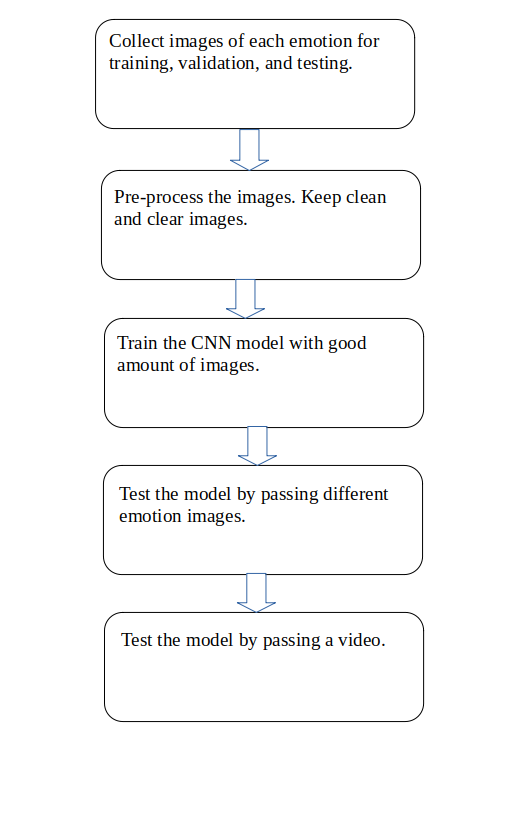 Collect images of each emotion for
training, validation, and testing.
Pre-process the images. Keep clean
and clear images.
Train the CNN model with good
amount of images.
Test the model by passing different
emotion images.
Test the model by passing a video.